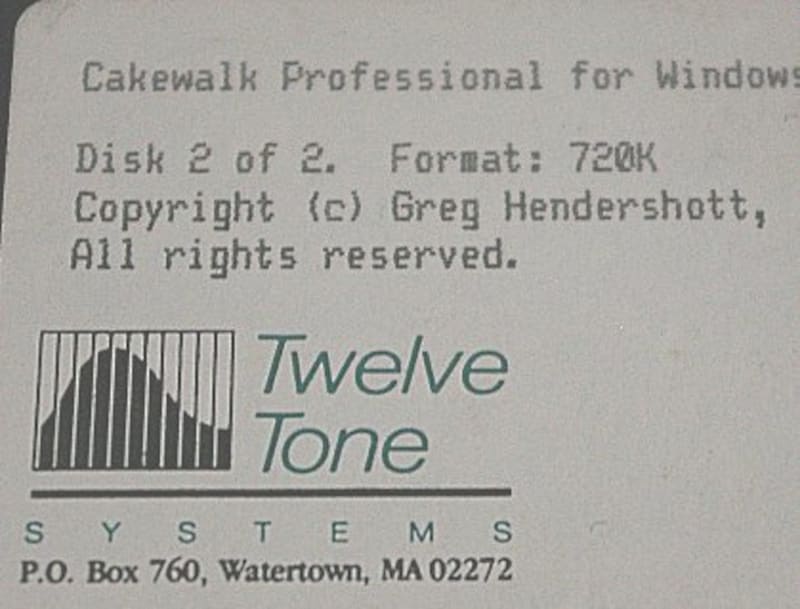 Cakewalk Professional for Windows
Disk 2 of 2. Format: 720K
Copyright (c) Greg Hendershott,
All rights reserved.
Twelve
Tone
SYSTEMS
P.O. Box 760, Watertown, MA 02272